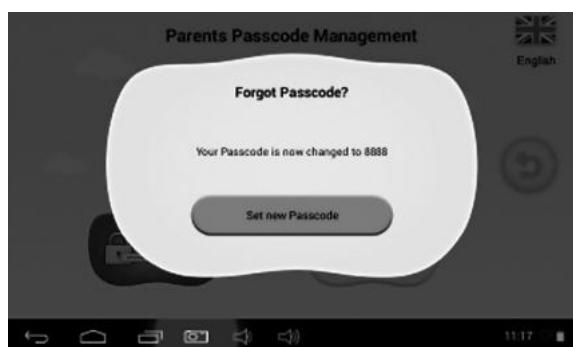 Parents Passcode Management
English
Forgot Passcode?
Your Passcode is now changed to 8888
Set new Passcode
11:17